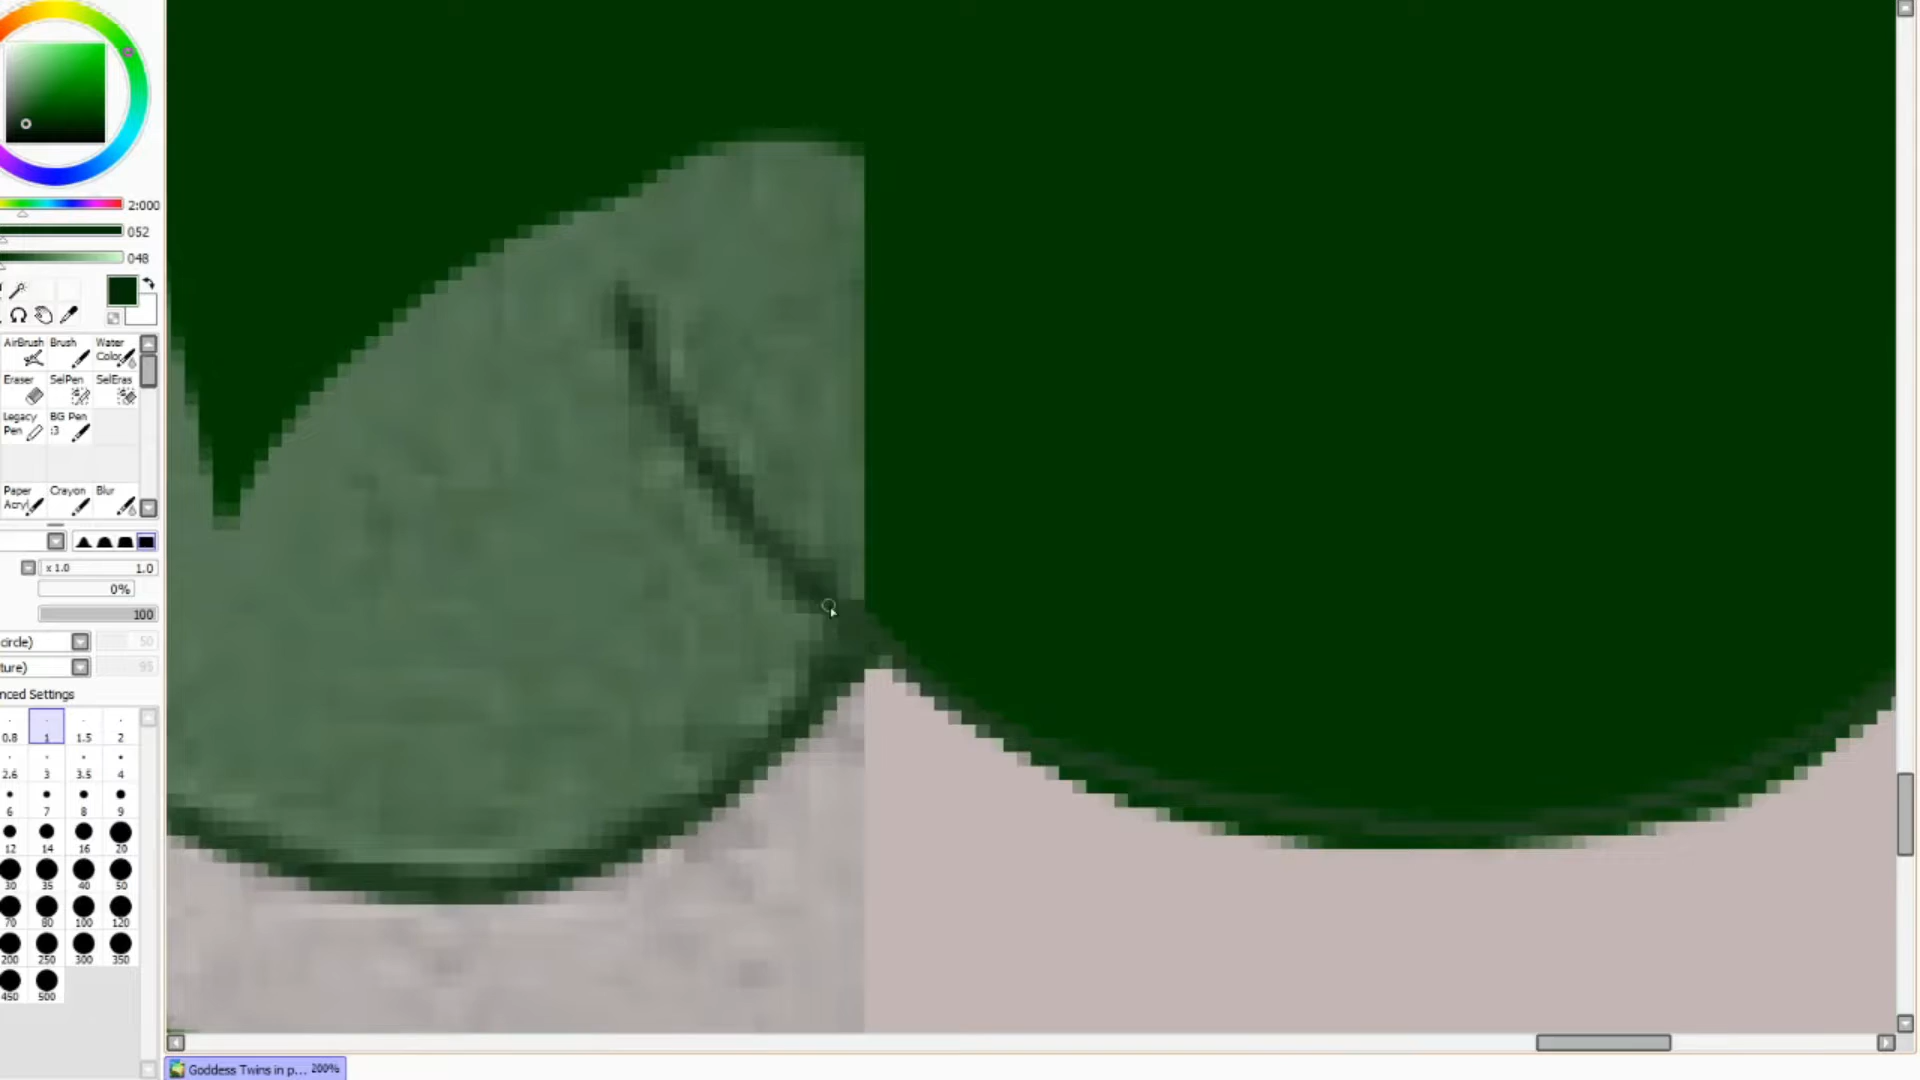 2:000
052
048
AirBrush Brush Water Color
Eraser SelPen SelEras
Legacy Pen BG Pen :3
Paper Acryl Crayon Blur
x 1.0 1.0
0%
100
circle) 50
ture) 95
nced Settings
0.8 1 1.5 2
2.6 3 3.5 4
6 7 8 9
12 14 16 20
30 35 40 50
70 80 100 120
200 250 300 350
450 500
Goddess Twins in p... 200%